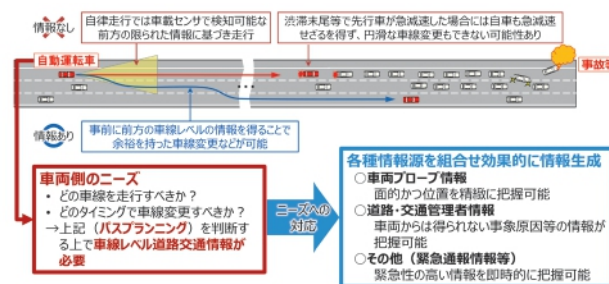 情報なし
自律走行では車載センサで検知可能な
前方の限られた情報に基づき走行
渋滞末尾等で先行車が急減速した場合には自車も急減速
せざるを得ず、円滑な車線変更もできない可能性あり
自動運転車
事故等
情報あり
事前に前方の車線レベルの情報を得ることで
余裕を持った車線変更などが可能
車両側のニーズ
・ どの車線を走行すべきか？
・ どのタイミングで車線変更すべきか？
→上記（パスプランニング）を判断
する上で車線レベル道路交通情報が
必要
ニーズへの
対応
各種情報源を組合せ効果的に情報生成
○車両プローブ情報
面的かつ位置を精緻に把握可能
○道路・交通管理者情報
車両からは得られない事象原因等の情報が
把握可能
○その他（緊急通報情報等）
緊急性の高い情報を即時的に把握可能